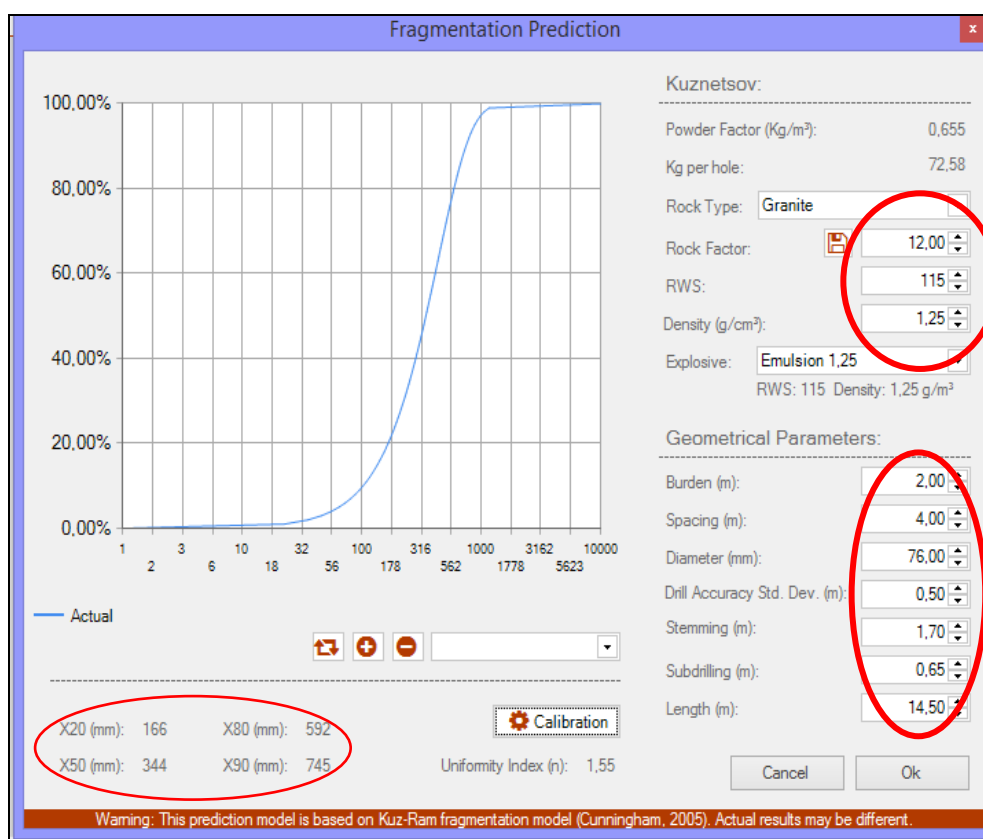 Fragmentation Prediction
x
100,00%
80,00%
60,00%
40,00%
20,00%
0,00%
1 3 10 32 100 316 1000 3162 10000
2 6 18 56 178 562 1778 5623
Actual
X20 (mm): 166 X80 (mm): 592
X50 (mm): 344 X90 (mm): 745
Calibration
Uniformity Index (n): 1,55
Kuznetsov:
Powder Factor (Kg/m³): 0,655
Kg per hole: 72,58
Rock Type: Granite
Rock Factor: 12,00
RWS: 115
Density (g/cm³): 1,25
Explosive: Emulsion 1,25
RWS: 115 Density: 1,25 g/m³
Geometrical Parameters:
Burden (m): 2,00
Spacing (m): 4,00
Diameter (mm): 76,00
Drill Accuracy Std. Dev. (m): 0,50
Stemming (m): 1,70
Subdrilling (m): 0,65
Length (m): 14,50
Cancel Ok
Warning: This prediction model is based on Kuz-Ram fragmentation model (Cunningham, 2005). Actual results may be different.